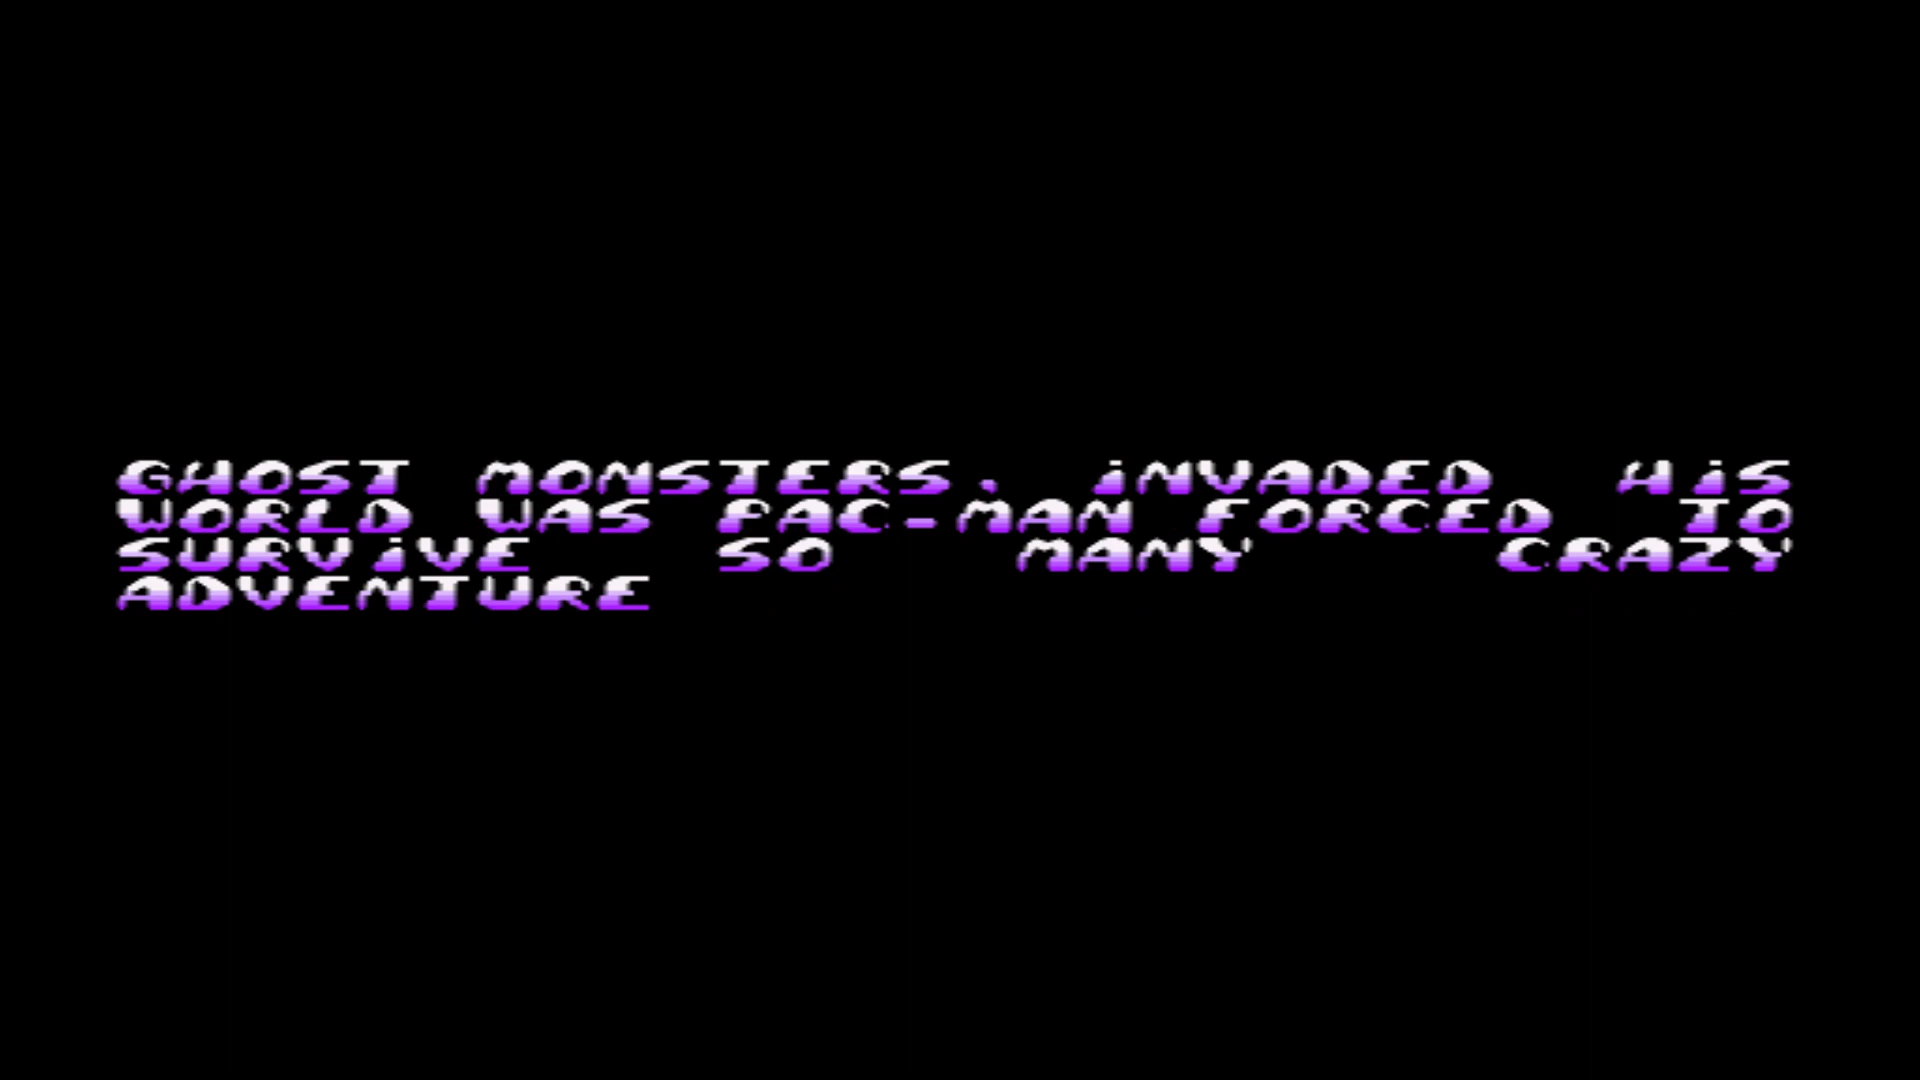 GHOST MONSTERS, iNVADED HiS
WORLD WAS PAC-MAN FORCED TO
SURViVE SO MANY CRAZY
ADVENTURE